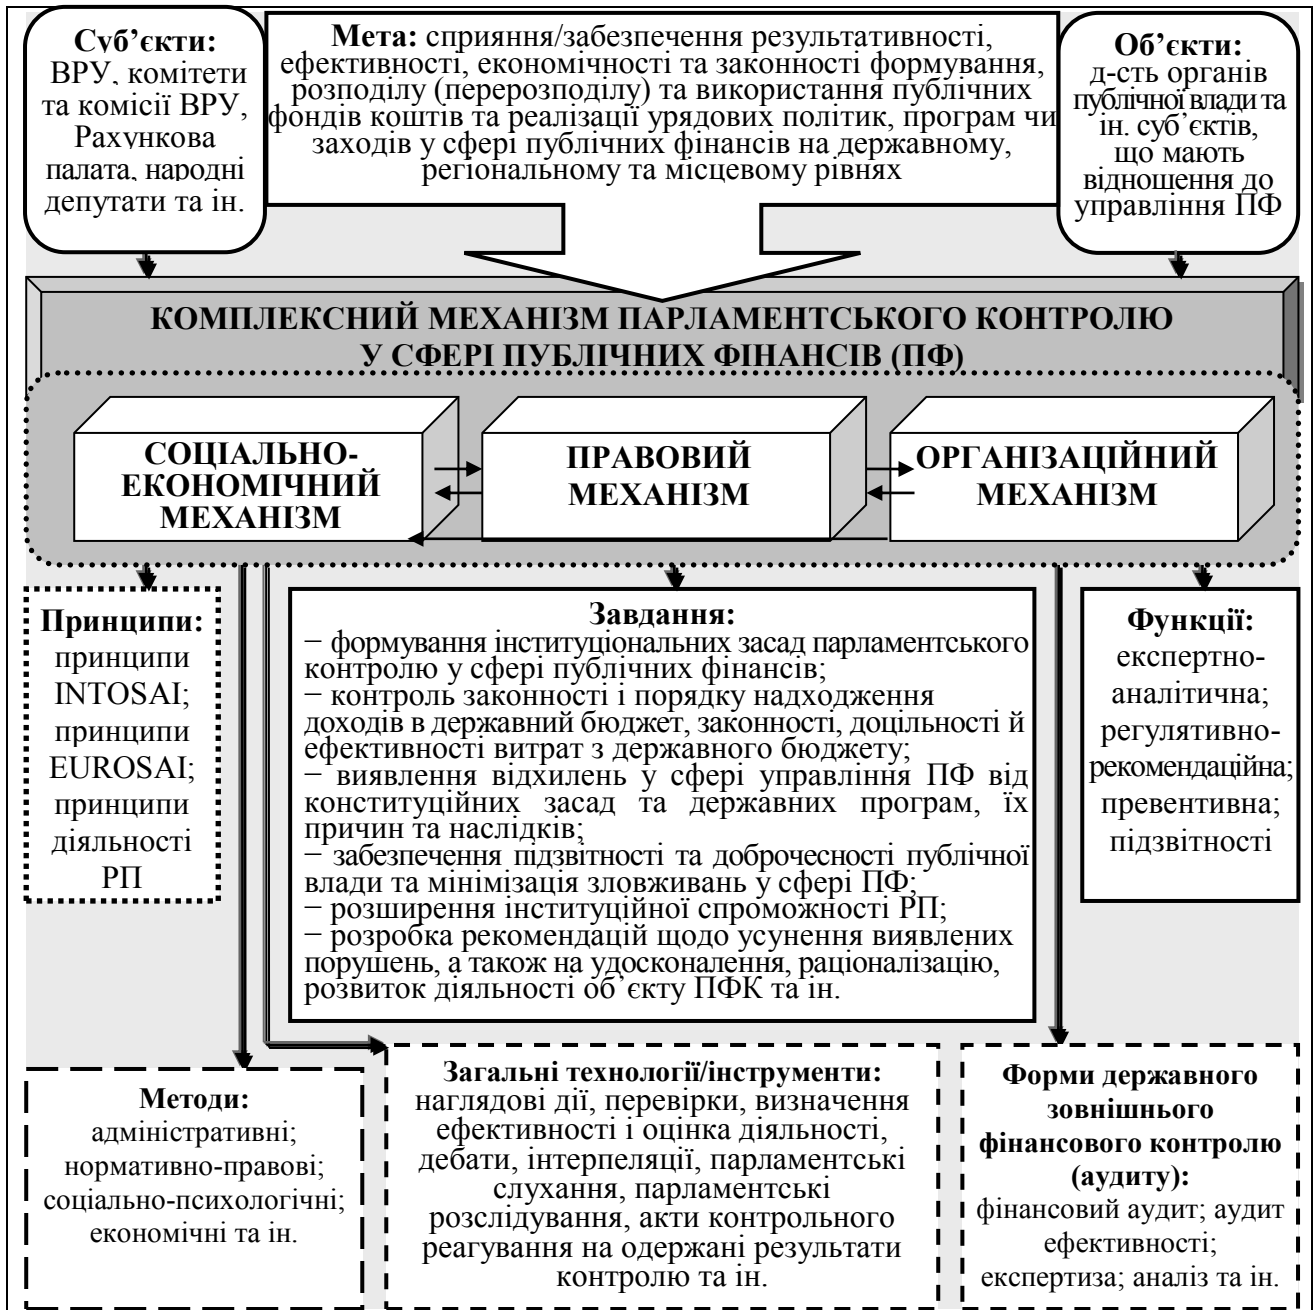 Суб’єкти:
ВРУ, комітети
та комісії ВРУ,
Рахункова
палата, народні
депутати та ін.
Мета: сприяння/забезпечення результативності,
ефективності, економічності та законності формування,
розподілу (перерозподілу) та використання публічних
фондів коштів та реалізації урядових політик, програм чи
заходів у сфері публічних фінансів на державному,
регіональному та місцевому рівнях
Об’єкти:
д-сть органів
публічної влади та
ін. суб’єктів,
що мають
відношення до
управління ПФ
КОМПЛЕКСНИЙ МЕХАНІЗМ ПАРЛАМЕНТСЬКОГО КОНТРОЛЮ
У СФЕРІ ПУБЛІЧНИХ ФІНАНСІВ (ПФ)
СОЦІАЛЬНО-
ЕКОНОМІЧНИЙ
МЕХАНІЗМ
ПРАВОВИЙ
МЕХАНІЗМ
ОРГАНІЗАЦІЙНИЙ
МЕХАНІЗМ
Принципи:
принципи
INTOSAI;
принципи
EUROSAI;
принципи
діяльності
РП
Завдання:
− формування інституціональних засад парламентського
контролю у сфері публічних фінансів;
− контроль законності і порядку надходження
доходів в державний бюджет, законності, доцільності й
ефективності витрат з державного бюджету;
− виявлення відхилень у сфері управління ПФ від
конституційних засад та державних програм, їх
причин та наслідків;
− забезпечення підзвітності та доброчесності публічної
влади та мінімізація зловживань у сфері ПФ;
− розширення інституційної спроможності РП;
− розробка рекомендацій щодо усунення виявлених
порушень, а також на удосконалення, раціоналізацію,
розвиток діяльності об’єкту ПФК та ін.
Функції:
експертно-
аналітична;
регулятивно-
рекомендаційна;
превентивна;
підзвітності
Методи:
адміністративні;
нормативно-правові;
соціально-психологічні;
економічні та ін.
Загальні технології/інструменти:
наглядові дії, перевірки, визначення
ефективності і оцінка діяльності,
дебати, інтерпеляції, парламентські
слухання, парламентські
розслідування, акти контрольного
реагування на одержані результати
контролю та ін.
Форми державного
зовнішнього
фінансового контролю
(аудиту):
фінансовий аудит; аудит
ефективності;
експертиза; аналіз та ін.